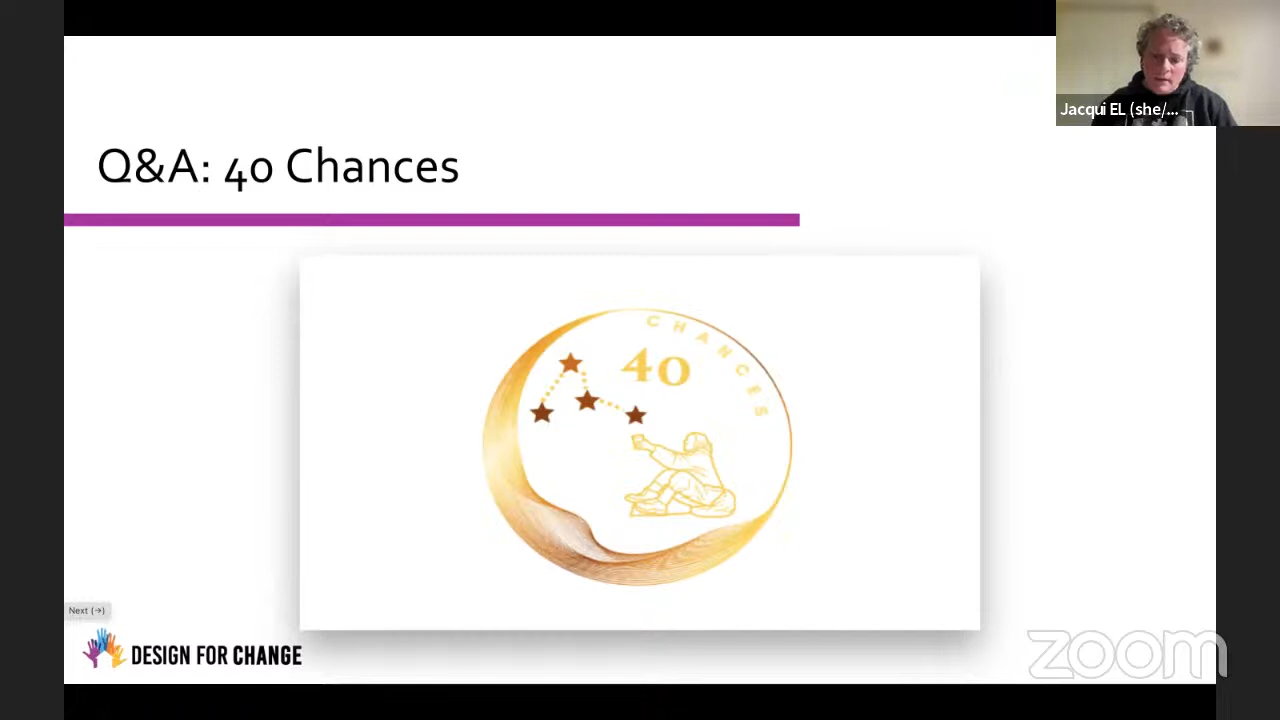 Jacqui EL (she/...
Q&A: 40 Chances
CHANCES
40
Next (→)
DESIGN FOR CHANGE
zoom